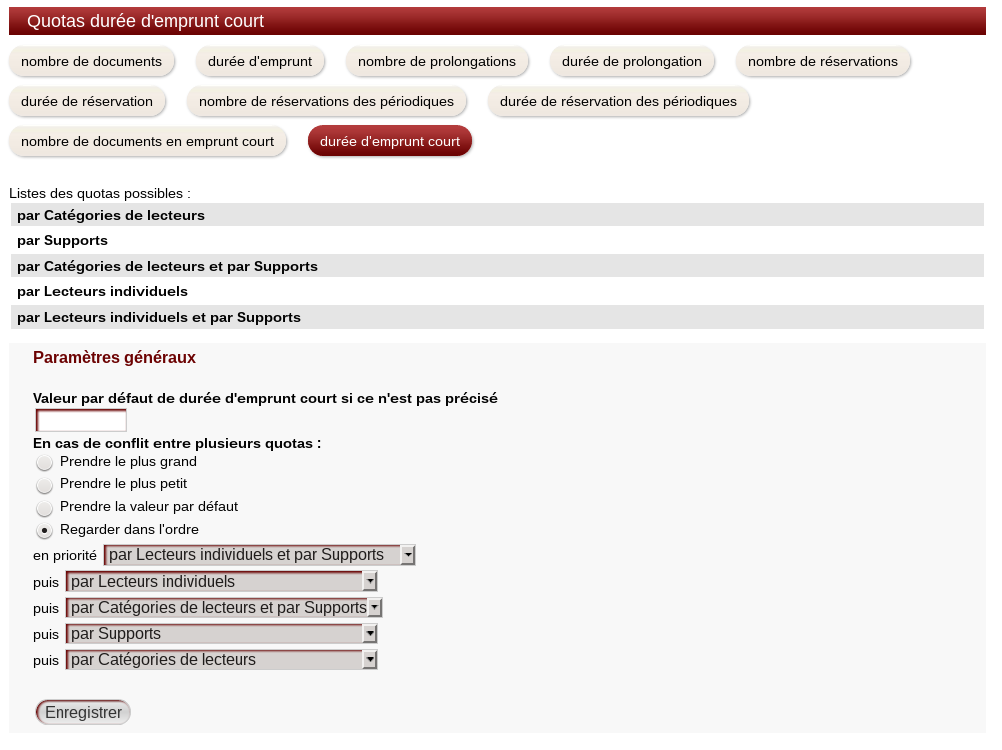 Quotas durée d'emprunt court
nombre de documents durée d'emprunt nombre de prolongations durée de prolongation nombre de réservations
durée de réservation nombre de réservations des périodiques durée de réservation des périodiques
nombre de documents en emprunt court durée d'emprunt court
Listes des quotas possibles :
par Catégories de lecteurs
par Supports
par Catégories de lecteurs et par Supports
par Lecteurs individuels
par Lecteurs individuels et par Supports
Paramètres généraux
Valeur par défaut de durée d'emprunt court si ce n'est pas précisé
En cas de conflit entre plusieurs quotas :
Prendre le plus grand
Prendre le plus petit
Prendre la valeur par défaut
Regarder dans l'ordre
en priorité par Lecteurs individuels et par Supports
puis par Lecteurs individuels
puis par Catégories de lecteurs et par Supports
puis par Supports
puis par Catégories de lecteurs
Enregistrer